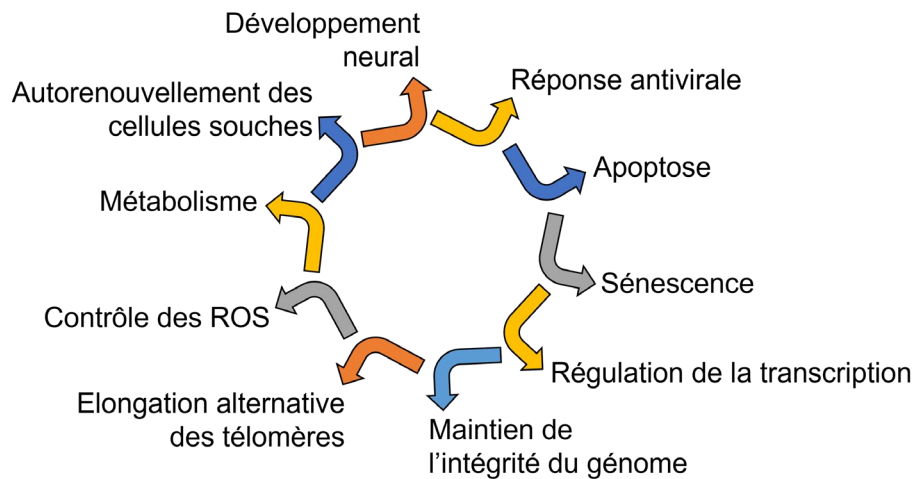 Développement
neural
Réponse antivirale
Autorenouvellement des
cellules souches
Apoptose
Métabolisme
Sénescence
Contrôle des ROS
Régulation de la transcription
Elongation alternative
des télomères
Maintien de
l’intégrité du génome